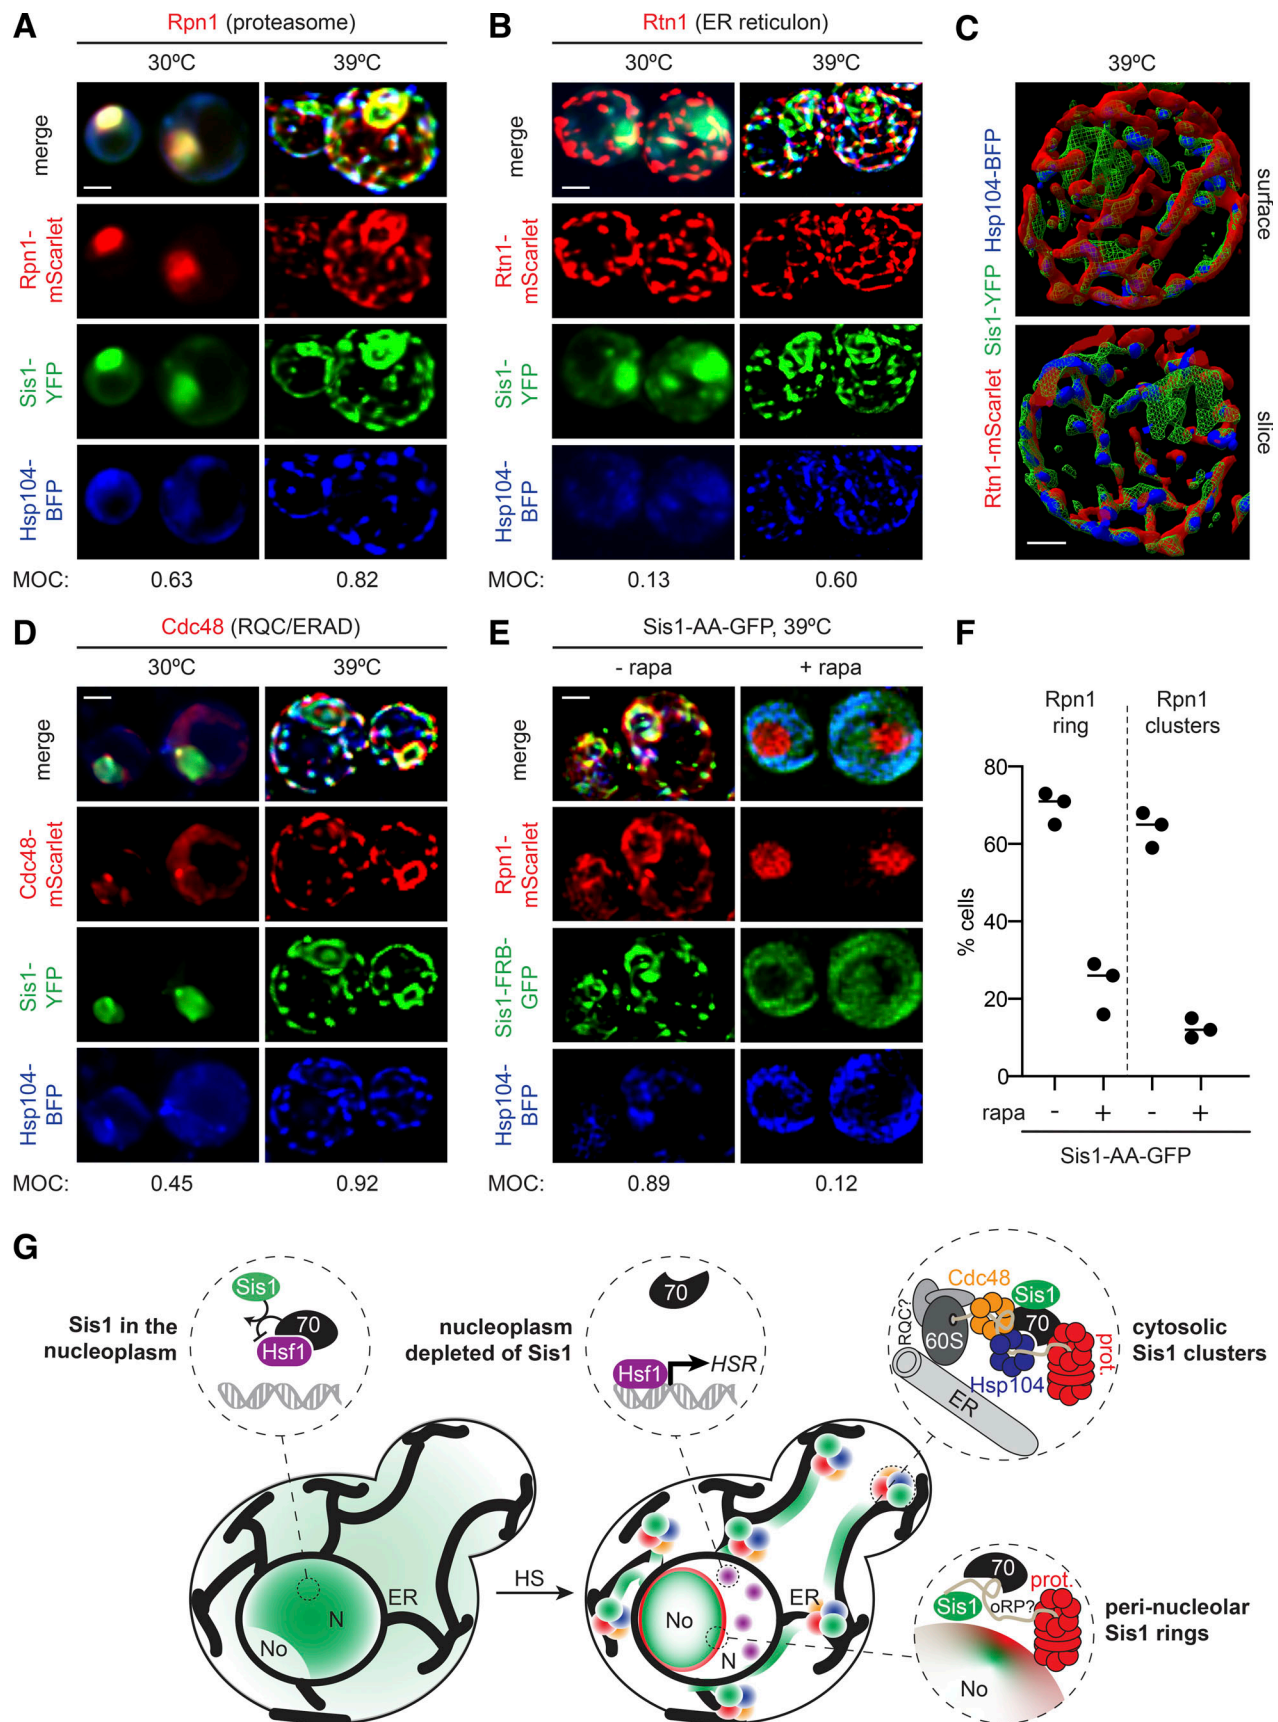 A
Rpn1 (proteasome)
30ºC
39ºC
merge
Rpn1-
mScarlet
Sis1-
YFP
Hsp104-
BFP
MOC:
0.63
0.82
B
Rtn1 (ER reticulon)
30ºC
39ºC
merge
Rtn1-
mScarlet
Sis1-
YFP
Hsp104-
BFP
MOC:
0.13
0.60
C
39ºC
Rtn1-mScarlet Sis1-YFP Hsp104-BFP
surface
slice
D
Cdc48 (RQC/ERAD)
30ºC
39ºC
merge
Cdc48-
mScarlet
Sis1-
YFP
Hsp104-
BFP
MOC:
0.45
0.92
E
Sis1-AA-GFP, 39ºC
- rapa
+ rapa
merge
Rpn1-
mScarlet
Sis1-FRB-
GFP
Hsp104-
BFP
0.89
0.12
F
Rpn1
ring
Rpn1
clusters
% cells
80
60
40
20
0
rapa
-
+
-
+
Sis1-AA-GFP
G
Sis1 in the
nucleoplasm
Sis1
70
Hsf1
nucleoplasm
depleted of Sis1
70
Hsf1
HSR
RQC?
60S
Cdc48
Sis1
70
Hsp104
prot.
ER
cytosolic
Sis1 clusters
N
No
ER
HS
No
N
ER
70
Sis1
oRP?
prot.
No
peri-nucleolar
Sis1 rings